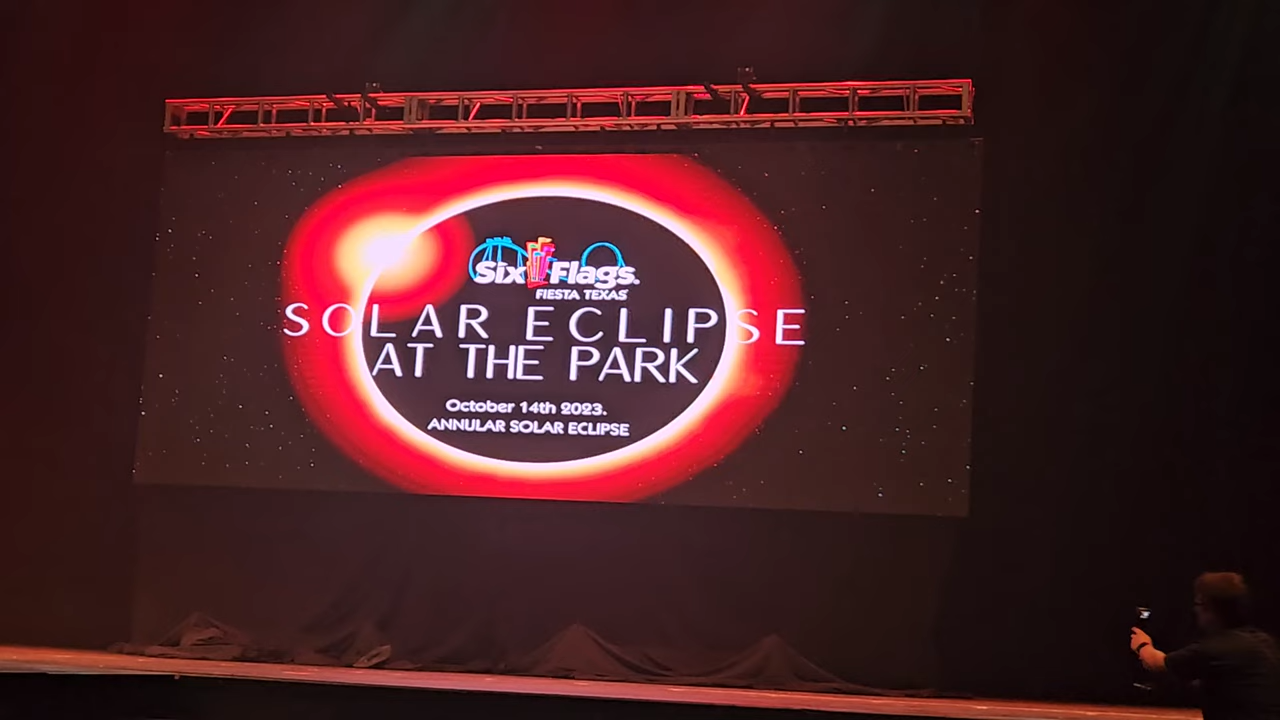 Six Flags
FIESTA TEXAS
SOLAR ECLIPSE
AT THE PARK
October 14th 2023.
ANNULAR SOLAR ECLIPSE